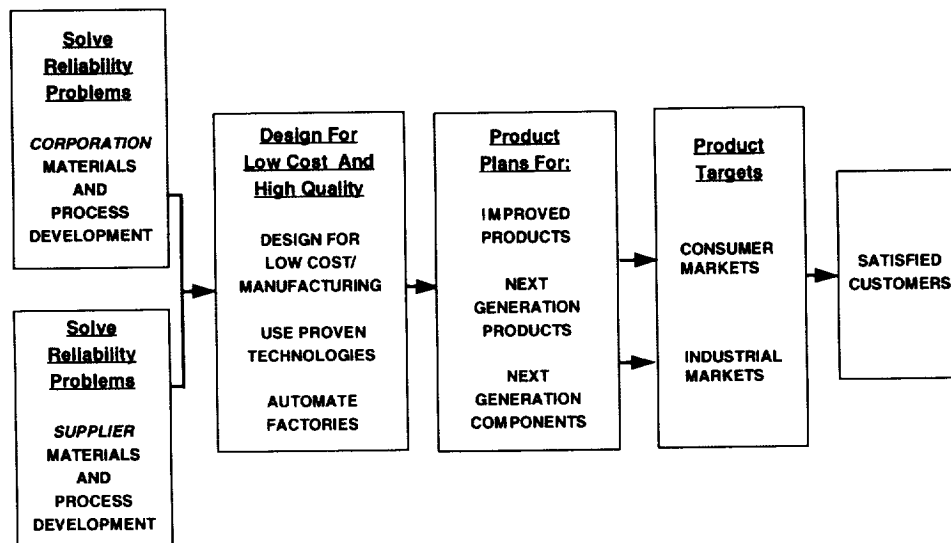 Solve
Reliability
Problems
CORPORATION
MATERIALS
AND
PROCESS
DEVELOPMENT
Solve
Reliability
Problems
SUPPLIER
MATERIALS
AND
PROCESS
DEVELOPMENT
Design For
Low Cost And
High Quality
DESIGN FOR
LOW COST/
MANUFACTURING
USE PROVEN
TECHNOLOGIES
AUTOMATE
FACTORIES
Product
Plans For:
IMPROVED
PRODUCTS
NEXT
GENERATION
PRODUCTS
NEXT
GENERATION
COMPONENTS
Product
Targets
CONSUMER
MARKETS
INDUSTRIAL
MARKETS
SATISFIED
CUSTOMERS